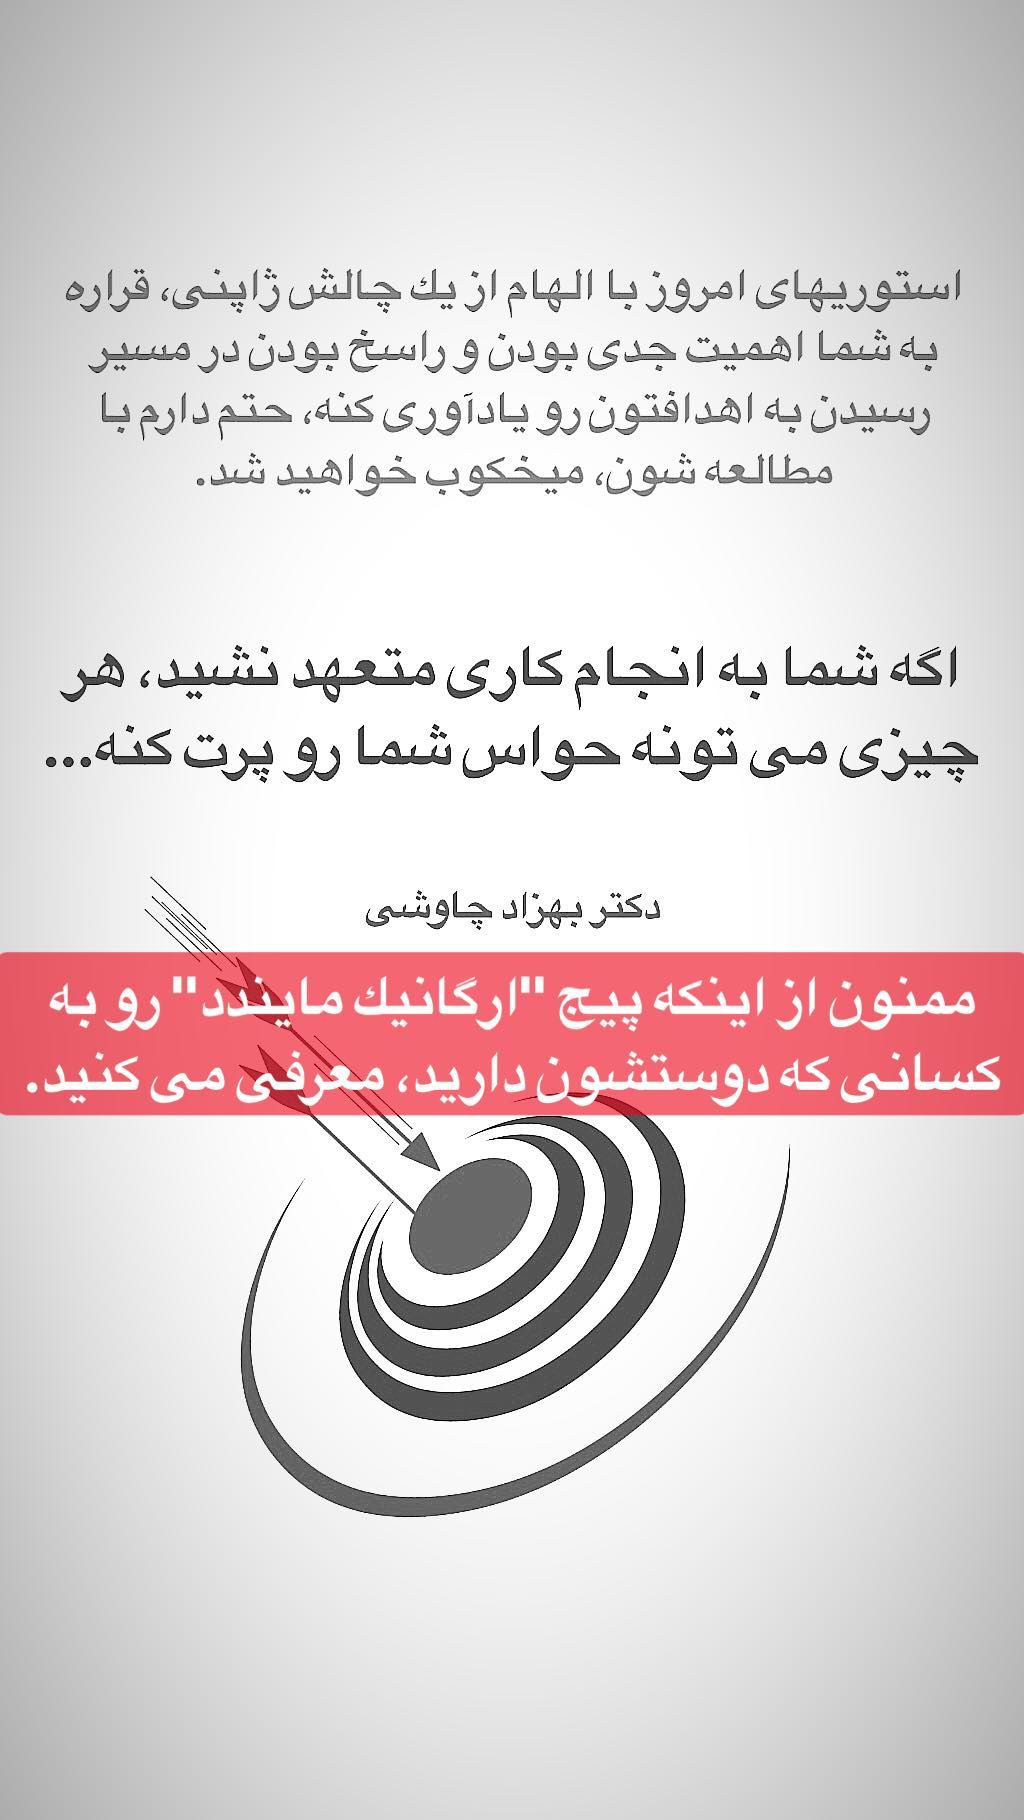 استوریهای امروز با الهام از یك چالش ژاپنی، قراره
به شما اهمیت جدی بودن و راسخ بودن در مسیر
رسیدن به اهدافتون رو یادآوری کنه، حتم دارم با
مطالعه شون، میخکوب خواهید شد.
اگه شما به انجام کاری متعهد نشید، هر
چیزی می تونه حواس شما رو پرت کنه...
دکتر بهزاد چاوشی
ممنون از اینکه پیج "ارگانیك مایندد" رو به
کسانی که دوستشون دارید، معرفی می کنید.